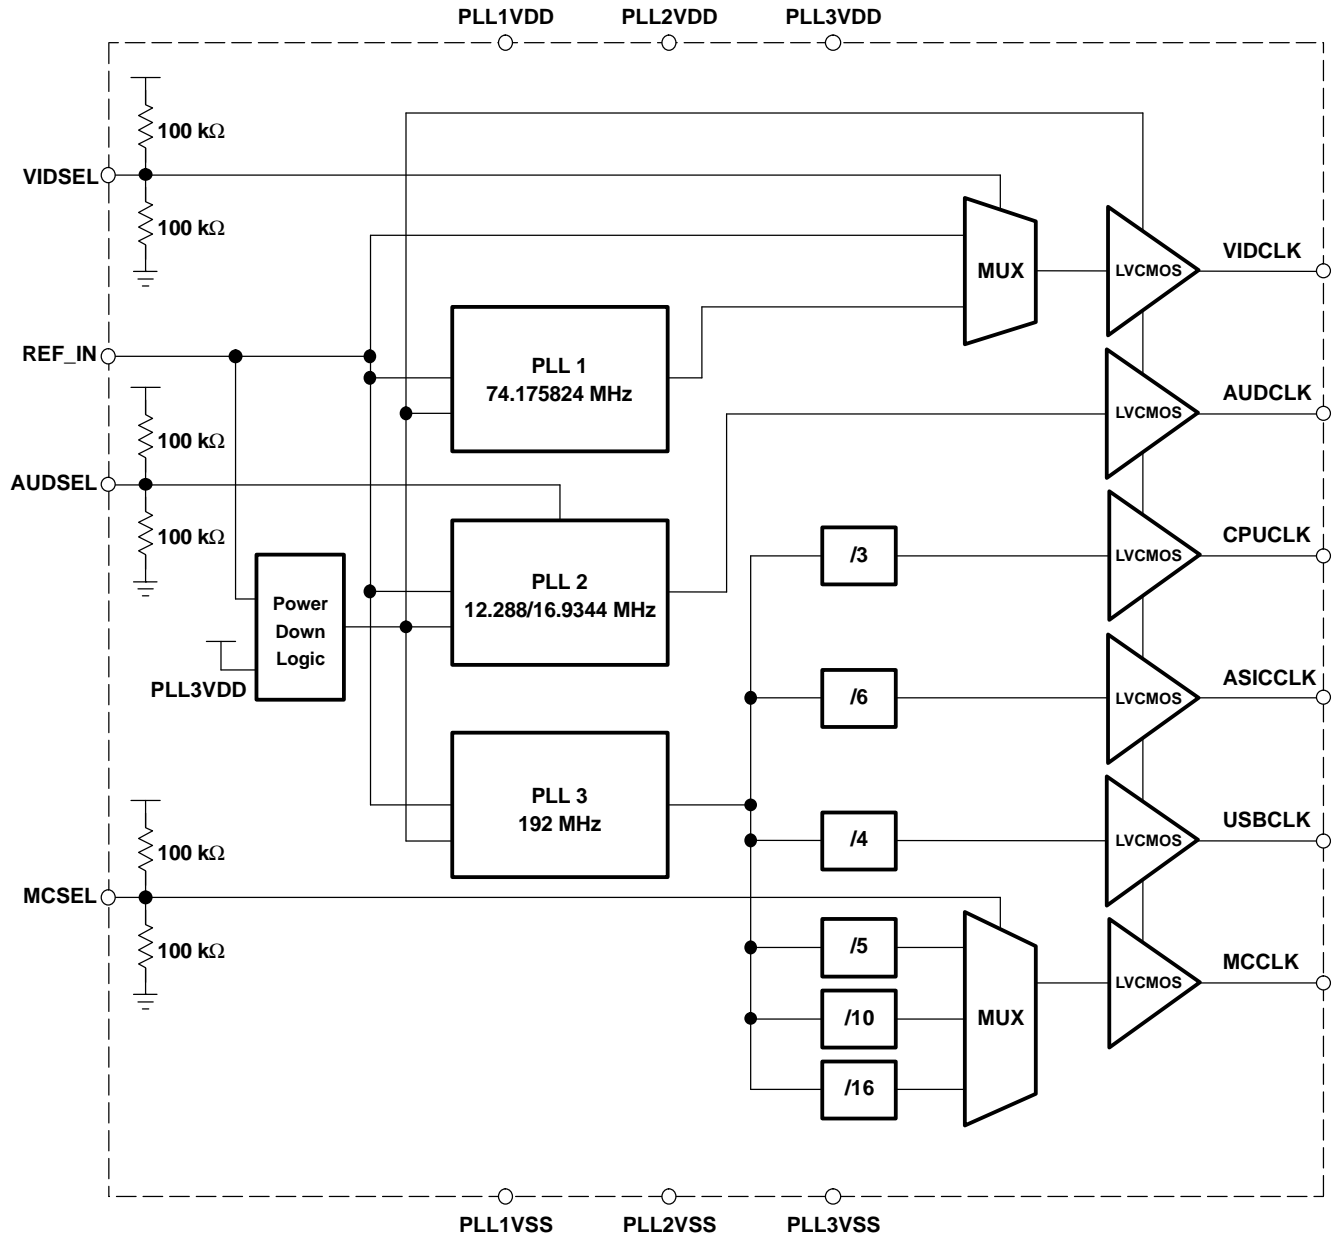 PLL1VDD PLL2VDD PLL3VDD
100 kΩ
VIDSEL
100 kΩ
VIDCLK
MUX
LVCMOS
REF_IN
PLL 1
74.175824 MHz
AUDCLK
LVCMOS
100 kΩ
AUDSEL
100 kΩ
CPUCLK
/3
LVCMOS
PLL 2
12.288/16.9344 MHz
Power
Down
Logic
PLL3VDD
ASICCLK
/6
LVCMOS
PLL 3
192 MHz
USBCLK
/4
LVCMOS
100 kΩ
MCSEL
100 kΩ
/5
MCCLK
LVCMOS
/10
MUX
/16
PLL1VSS PLL2VSS PLL3VSS